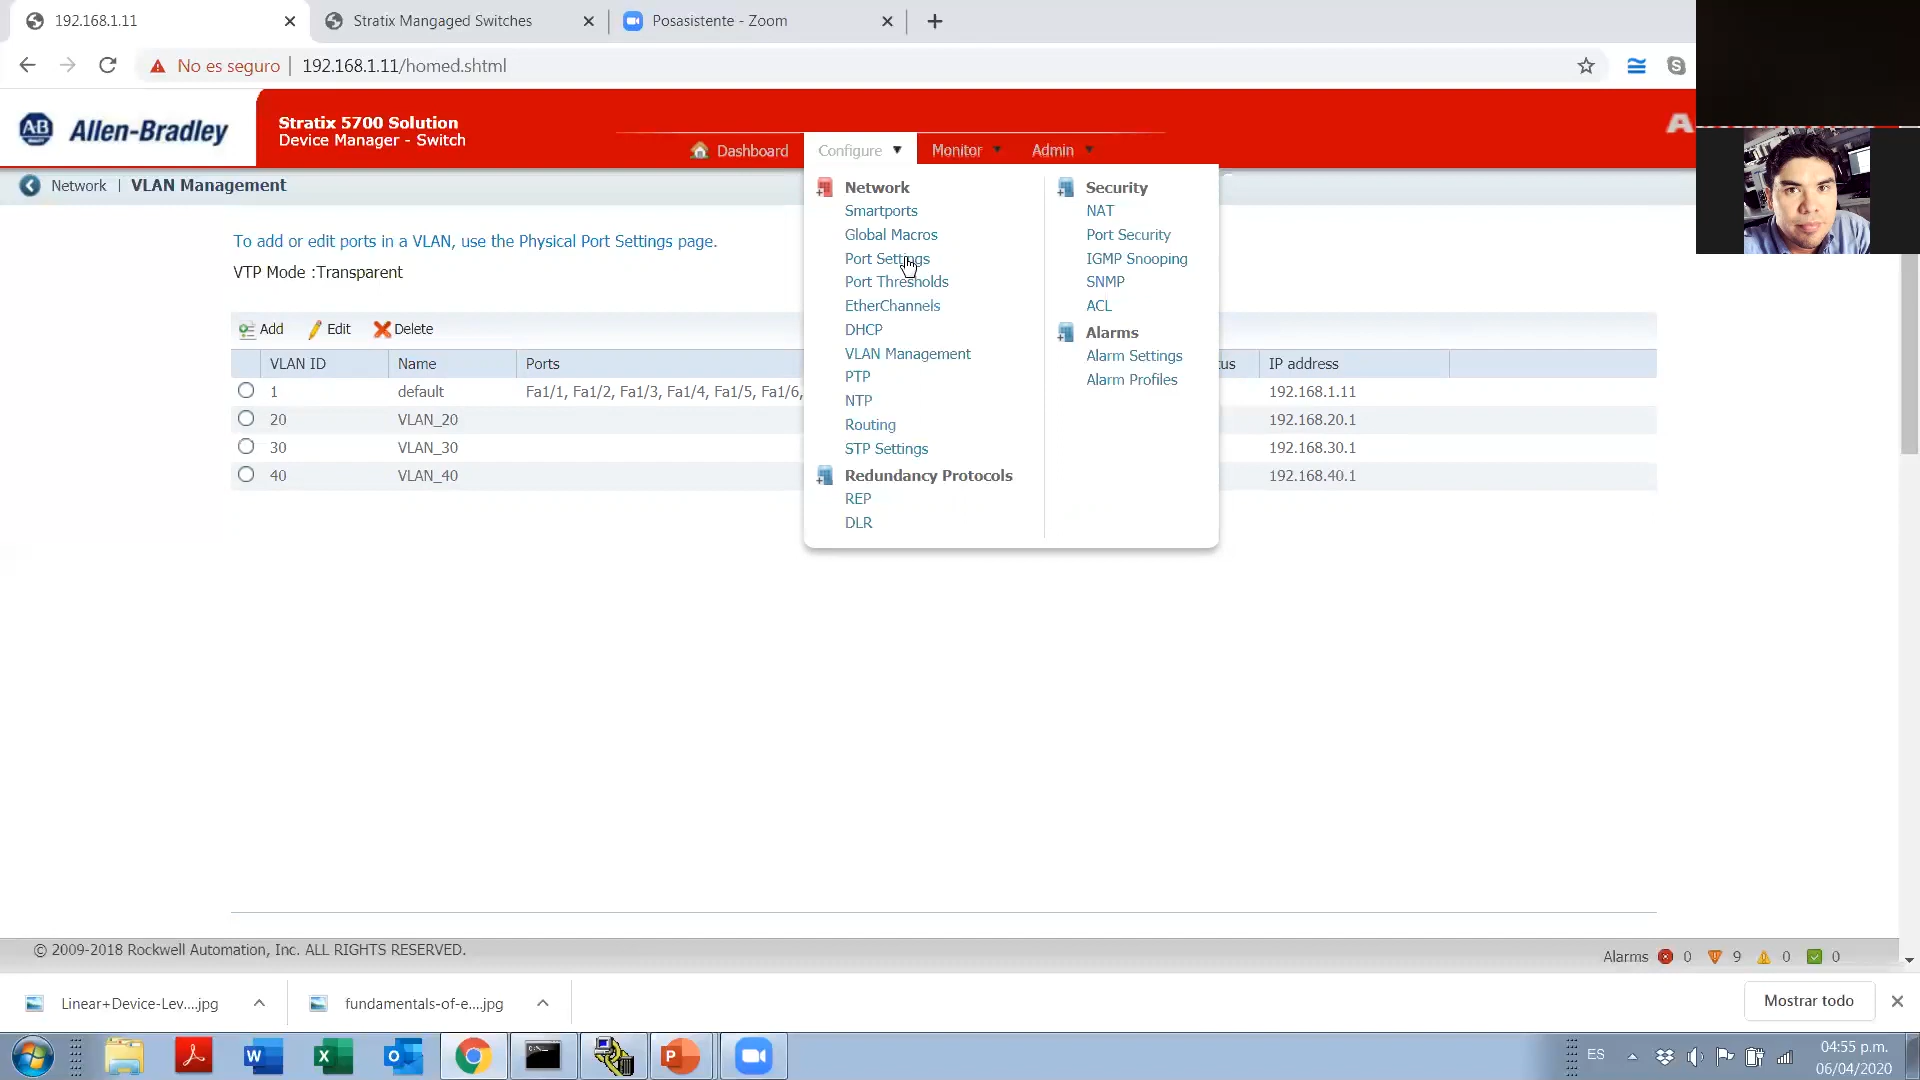 192.168.1.11
Stratix Mangaged Switches
Posasistente - Zoom
No es seguro
192.168.1.11/homed.shtml
AB Allen-Bradley
Stratix 5700 Solution
Device Manager - Switch
Dashboard
Configure
Monitor
Admin
Network | VLAN Management
To add or edit ports in a VLAN, use the Physical Port Settings page.
VTP Mode :Transparent
Add
Edit
Delete
VLAN ID Name Ports IP address
1 default Fa1/1, Fa1/2, Fa1/3, Fa1/4, Fa1/5, Fa1/6, 192.168.1.11
20 VLAN_20 192.168.20.1
30 VLAN_30 192.168.30.1
40 VLAN_40 192.168.40.1
Network
Smartports
Global Macros
Port Settings
Port Thresholds
EtherChannels
DHCP
VLAN Management
PTP
NTP
Routing
STP Settings
Redundancy Protocols
REP
DLR
Security
NAT
Port Security
IGMP Snooping
SNMP
ACL
Alarms
Alarm Settings
Alarm Profiles
© 2009-2018 Rockwell Automation, Inc. ALL RIGHTS RESERVED.
Alarms 0 9 0 0
Linear+Device-Lev....jpg
fundamentals-of-e....jpg
Mostrar todo
ES
04:55 p.m.
06/04/2020